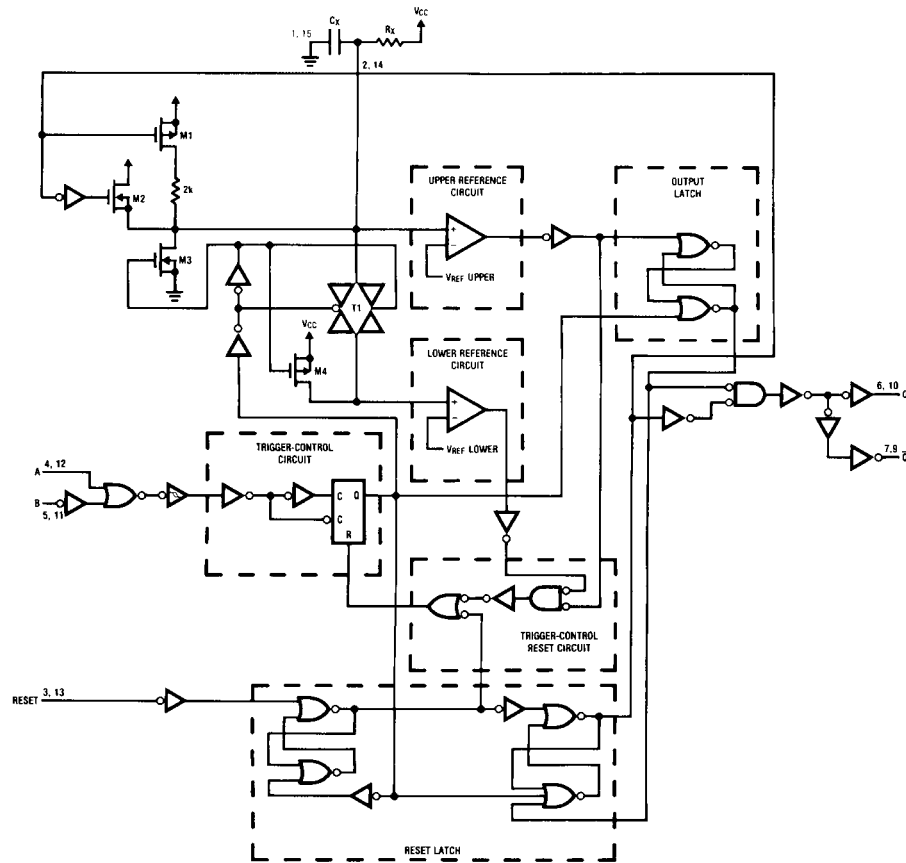 VCC
CX
RX
1, 15
2, 14
M1
2k
M2
M3
UPPER REFERENCE
CIRCUIT
+
−
VREF UPPER
OUTPUT
LATCH
T1
VCC
M4
LOWER REFERENCE
CIRCUIT
+
−
VREF LOWER
6, 10
Q
7,9
Q̅
TRIGGER-CONTROL
CIRCUIT
4, 12
A
B
5, 11
C Q
C
R
TRIGGER-CONTROL
RESET CIRCUIT
RESET 3, 13
RESET LATCH